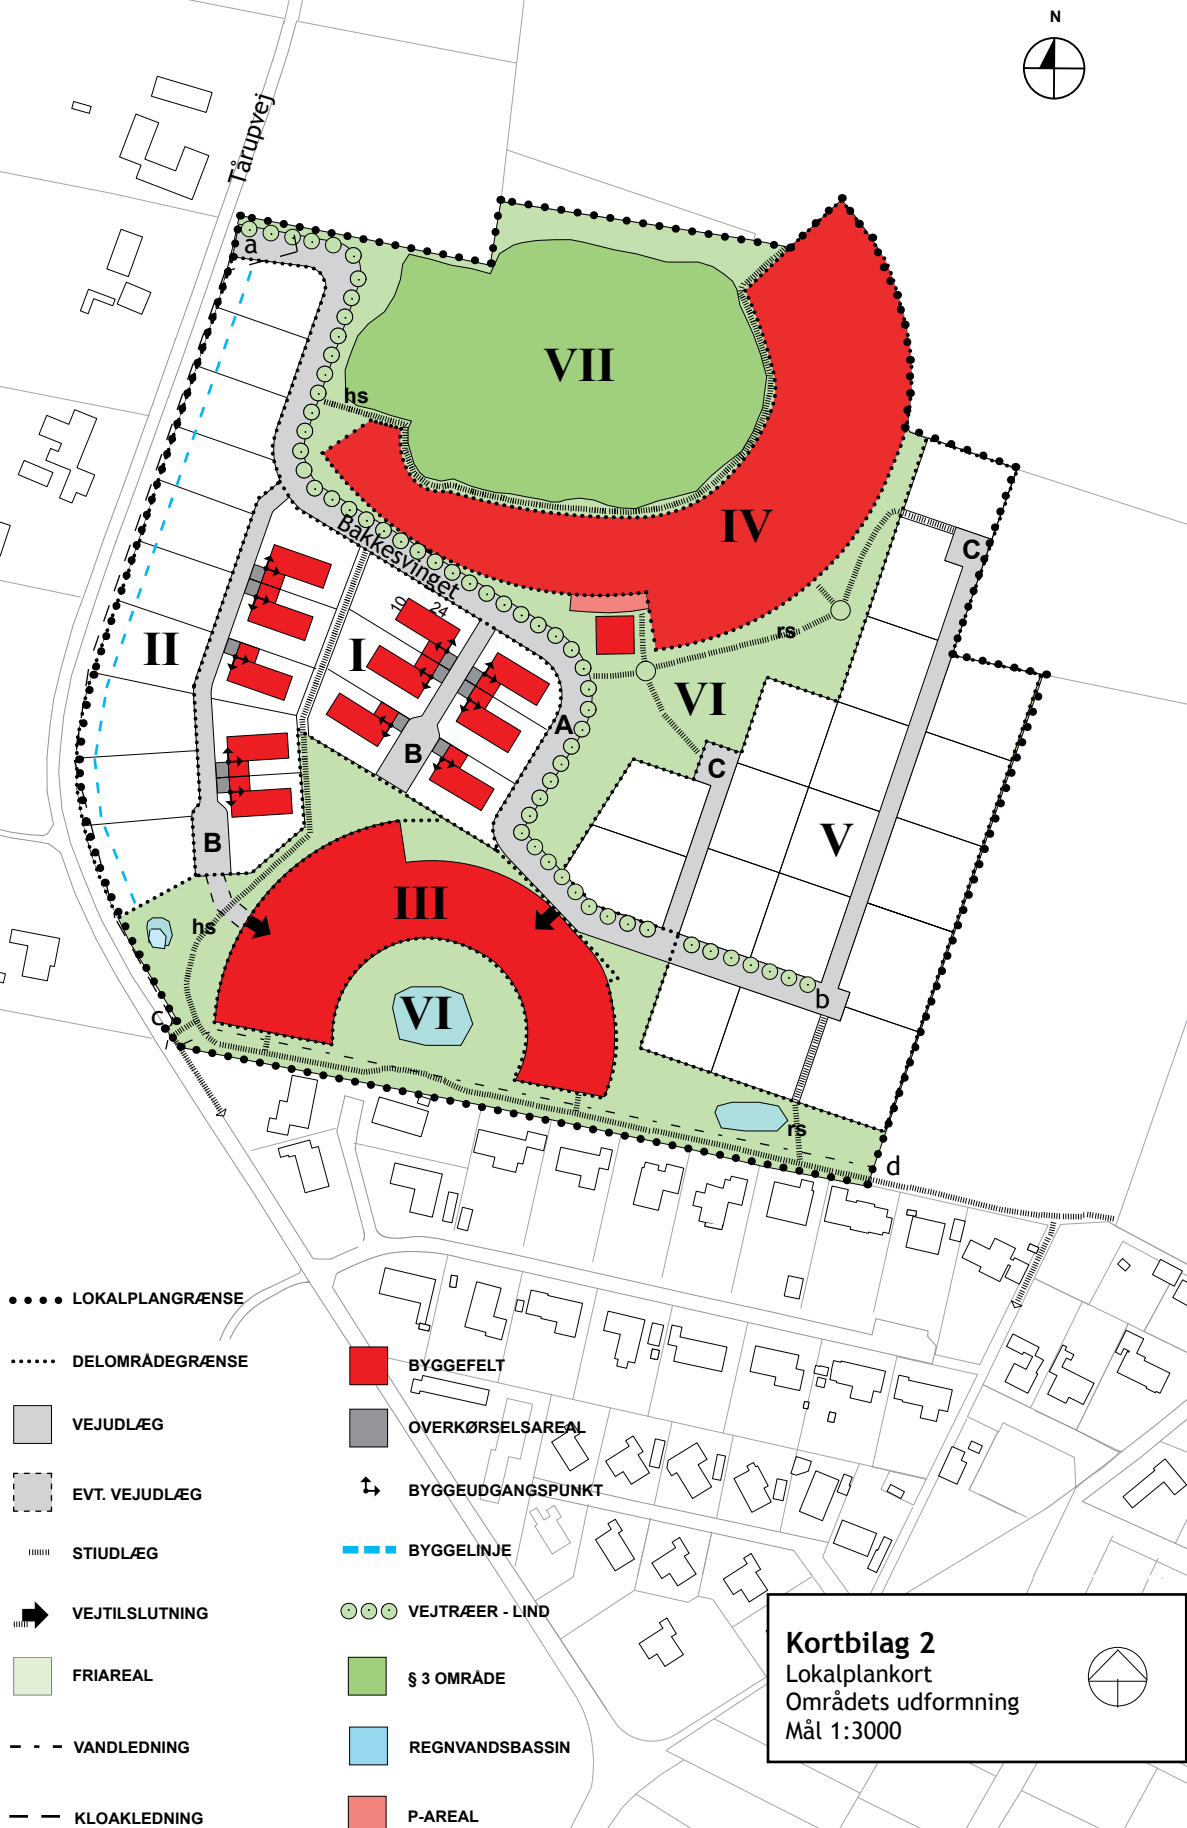 N
Tårupvej
a
VII
hs
IV
Bakkesvinget
C
10
24
II
I
rs
VI
A
B
C
V
B
III
hs
VI
b
c
rs
d
LOKALPLANGRÆNSE
DELOMRÅDEGRÆNSE
VEJUDLÆG
EVT. VEJUDLÆG
STIUDLÆG
VEJTILSLUTNING
FRIAREAL
VANDLEDNING
KLOAKLEDNING
BYGGEFELT
OVERKØRSELSAREAL
BYGGEUDGANGSPUNKT
BYGGELINJE
VEJTRÆER - LIND
§ 3 OMRÅDE
REGNVANDSBASSIN
P-AREAL
Kortbilag 2
Lokalplankort
Områdets udformning
Mål 1:3000